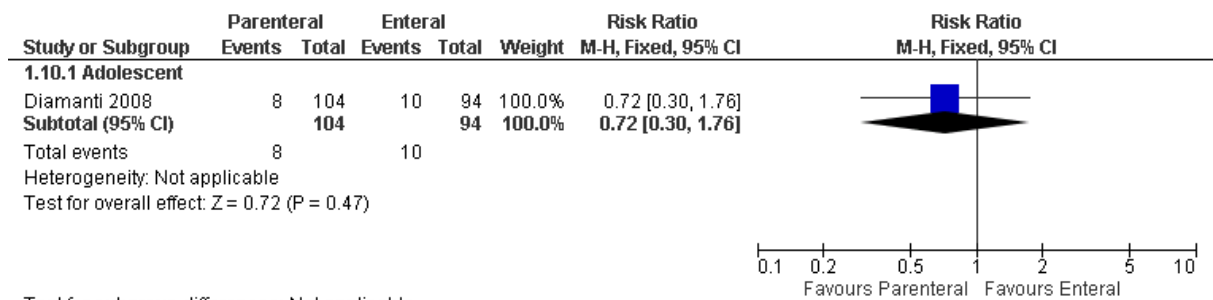 Parenteral Enteral Risk Ratio Risk Ratio
Study or Subgroup Events Total Events Total Weight M-H, Fixed, 95% CI M-H, Fixed, 95% CI
1.10.1 Adolescent
Diamanti 2008 8 104 10 94 100.0% 0.72 [0.30, 1.76]
Subtotal (95% CI) 104 94 100.0% 0.72 [0.30, 1.76]
Total events 8 10
Heterogeneity: Not applicable
Test for overall effect: Z = 0.72 (P = 0.47)
0.1 0.2 0.5 1 2 5 10
Favours Parenteral Favours Enteral